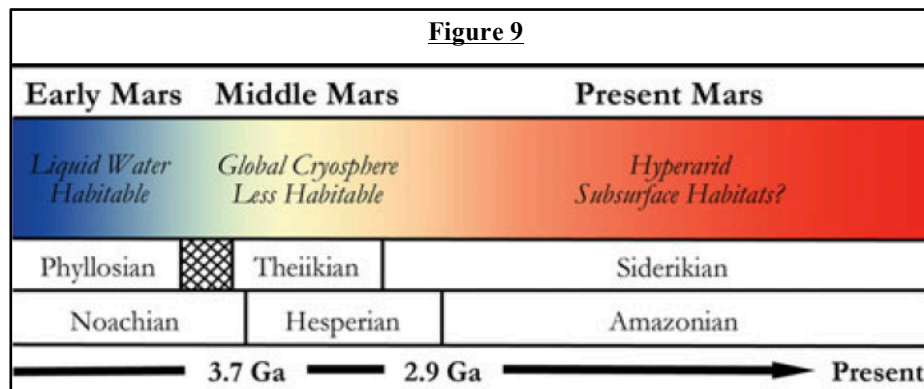 Figure 9
Early Mars Middle Mars Present Mars
Liquid Water Global Cryosphere Hyperarid
Habitable Less Habitable Subsurface Habitats?
Phyllosian Theiikian Siderikian
Noachian Hesperian Amazonian
3.7 Ga 2.9 Ga Present